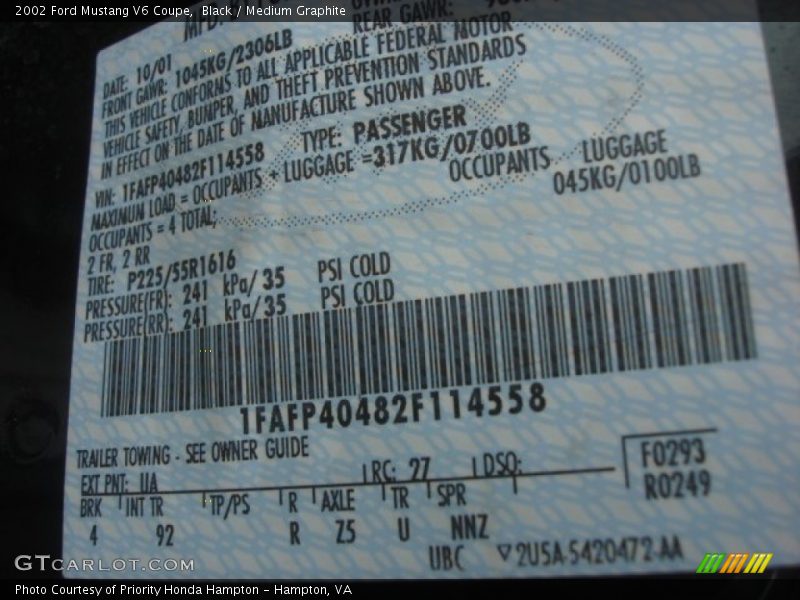 2002 Ford Mustang V6 Coupe, Black / Medium Graphite
DATE: 10/01
REAR GAWR:
FRONT GAWR: 1045KG/2306LB
THIS VEHICLE CONFORMS TO ALL APPLICABLE FEDERAL MOTOR
VEHICLE SAFETY, BUMPER, AND THEFT PREVENTION STANDARDS
IN EFFECT ON THE DATE OF MANUFACTURE SHOWN ABOVE.
VIN: 1FAFP40482F114558 TYPE: PASSENGER
MAXIMUM LOAD = OCCUPANTS + LUGGAGE =317KG/0700LB
OCCUPANTS = 4 TOTAL; OCCUPANTS LUGGAGE
2 FR, 2 RR 045KG/0100LB
TIRE: P225/55R1616
PRESSURE(FR): 241 kPa/ 35 PSI COLD
PRESSURE(RR): 241 kPa/ 35 PSI COLD
1FAFP40482F114558
TRAILER TOWING - SEE OWNER GUIDE
EXT PNT: UA RC: 27 DSO: F0293
BRK INT TR TP/PS R AXLE TR SPR R0249
4 92 R Z5 U NNZ
UBC ▽2U5A-5420472-AA
GTCARLOT.COM
Photo Courtesy of Priority Honda Hampton – Hampton, VA